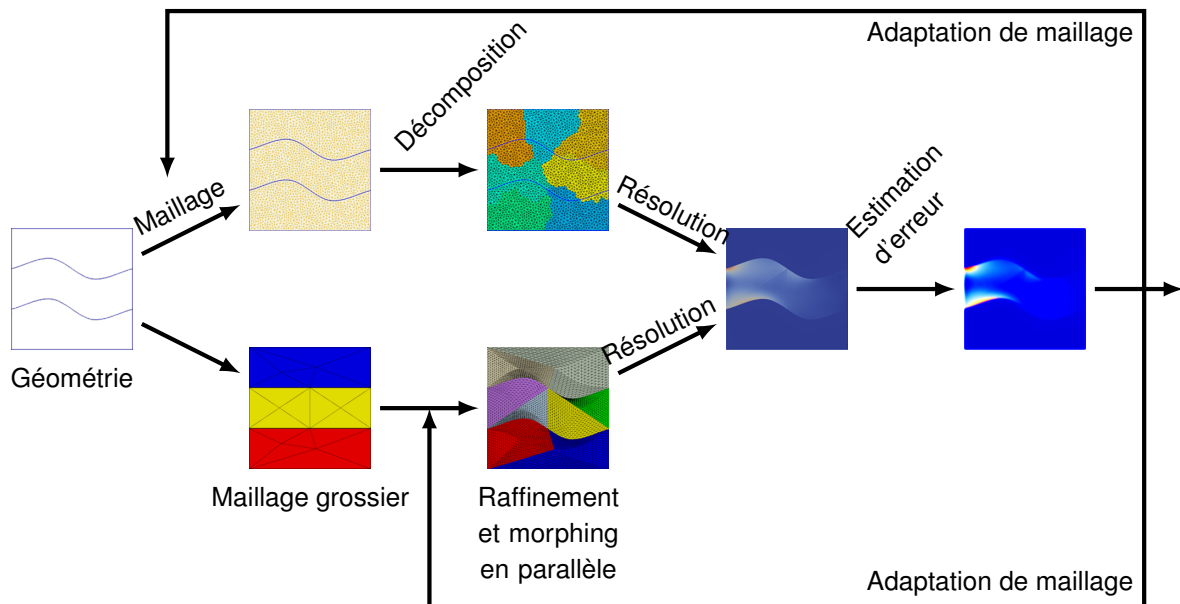 Adaptation de maillage
Décomposition
Maillage
Résolution
Estimation
d'erreur
Géométrie
Résolution
Maillage grossier
Raffinement
et morphing
en parallèle
Adaptation de maillage